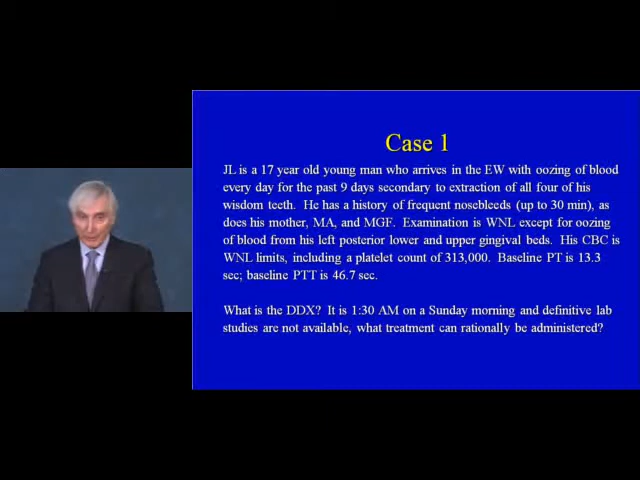 Case 1
JL is a 17 year old young man who arrives in the EW with oozing of blood
every day for the past 9 days secondary to extraction of all four of his
wisdom teeth. He has a history of frequent nosebleeds (up to 30 min), as
does his mother, MA, and MGF. Examination is WNL except for oozing
of blood from his left posterior lower and upper gingival beds. His CBC is
WNL limits, including a platelet count of 313,000. Baseline PT is 13.3
sec; baseline PTT is 46.7 sec.
What is the DDX? It is 1:30 AM on a Sunday morning and definitive lab
studies are not available, what treatment can rationally be administered?